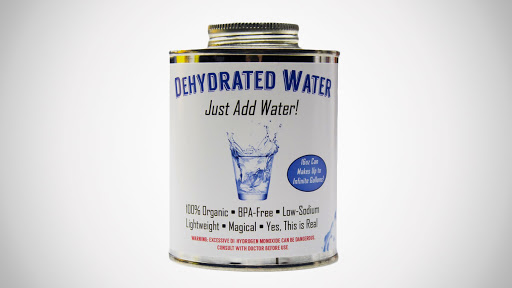 DEHYDRATED WATER
Just Add Water!
16oz Can
Makes Up to
Infinite Gallons!
100% Organic • BPA-Free • Low-Sodium
Lightweight • Magical • Yes, This is Real
WARNING: EXCESSIVE DI-HYDROGEN MONOXIDE CAN BE DANGEROUS.
CONSULT WITH DOCTOR BEFORE USE